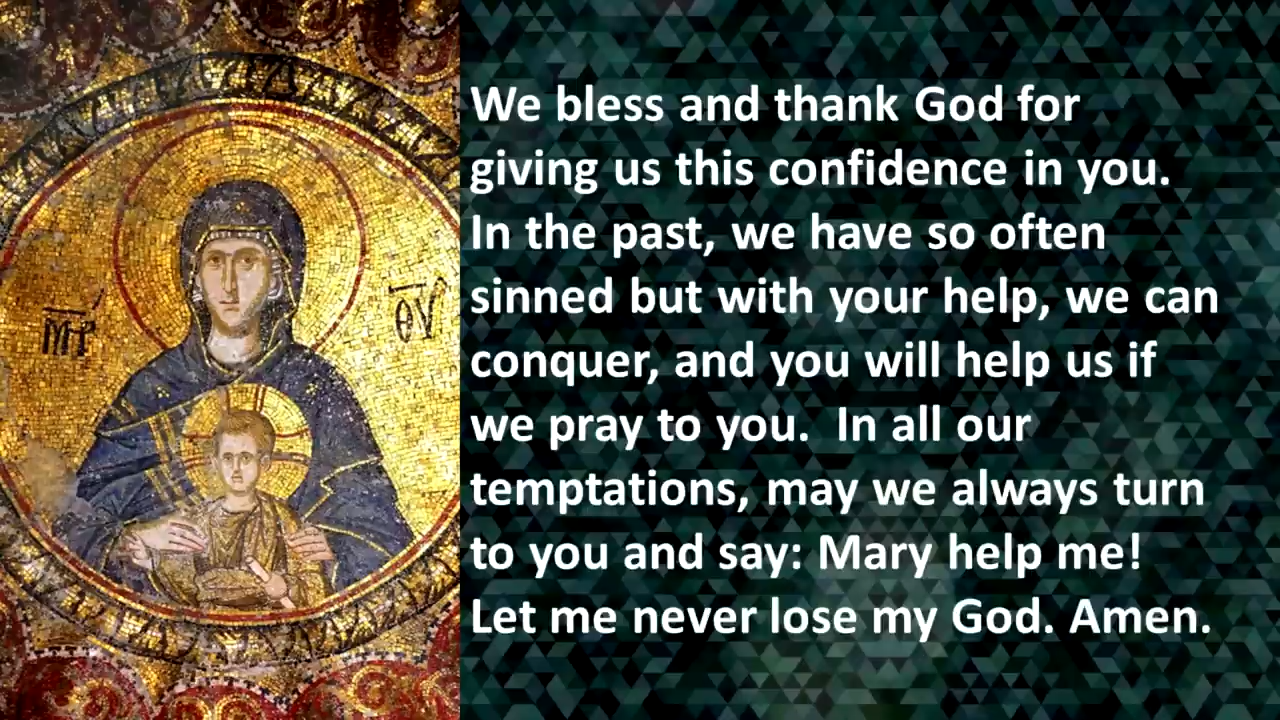 ΜΡ
ΘΥ
We bless and thank God for
giving us this confidence in you.
In the past, we have so often
sinned but with your help, we can
conquer, and you will help us if
we pray to you.  In all our
temptations, may we always turn
to you and say: Mary help me!
Let me never lose my God. Amen.